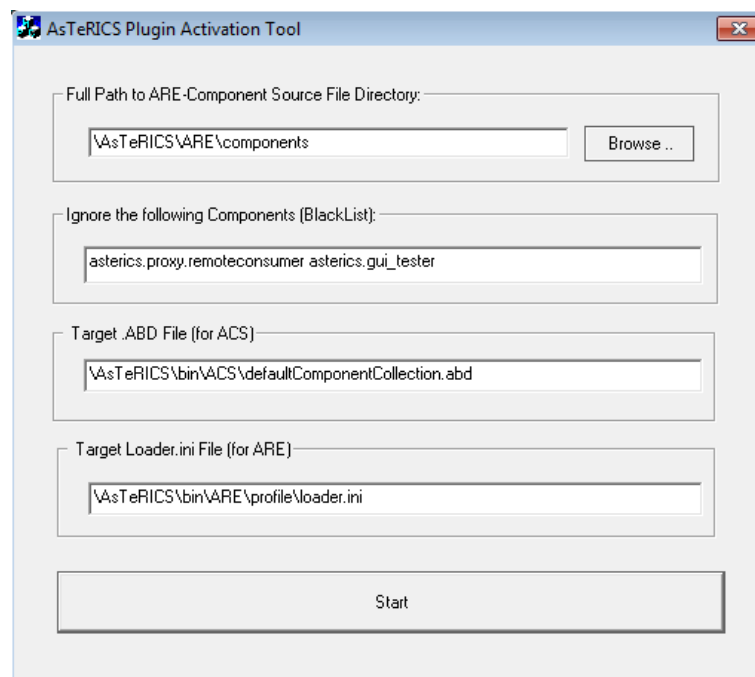 AsTeRICS Plugin Activation Tool
Full Path to ARE-Component Source File Directory:
\AsTeRICS\ARE\components
Browse ..
Ignore the following Components (BlackList):
asterics.proxy.remoteconsumer asterics.gui_tester
Target .ABD File (for ACS)
\AsTeRICS\bin\ACS\defaultComponentCollection.abd
Target Loader.ini File (for ARE)
\AsTeRICS\bin\ARE\profile\loader.ini
Start